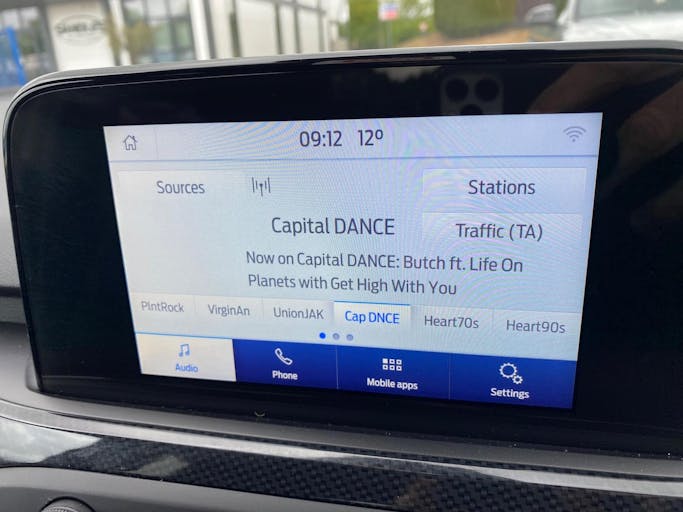 09:12 12°
Sources
Stations
Capital DANCE
Traffic (TA)
Now on Capital DANCE: Butch ft. Life On
Planets with Get High With You
PlntRock VirginAn UnionJAK Cap DNCE Heart70s Heart90s
Audio Phone Mobile apps Settings